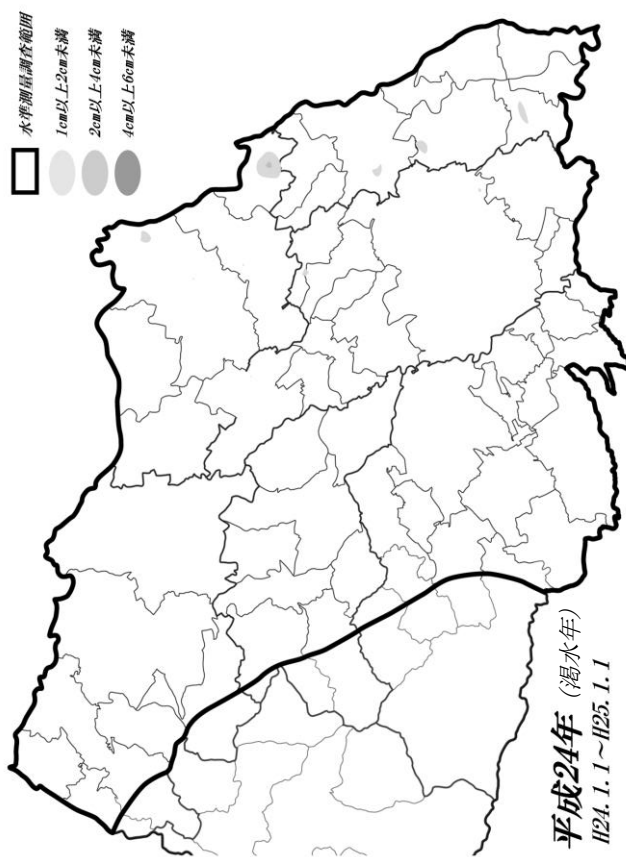 水準測量調査範囲
1cm以上2cm未満
2cm以上4cm未満
4cm以上6cm未満
平成24年 (渇水年)
H24.1.1～H25.1.1